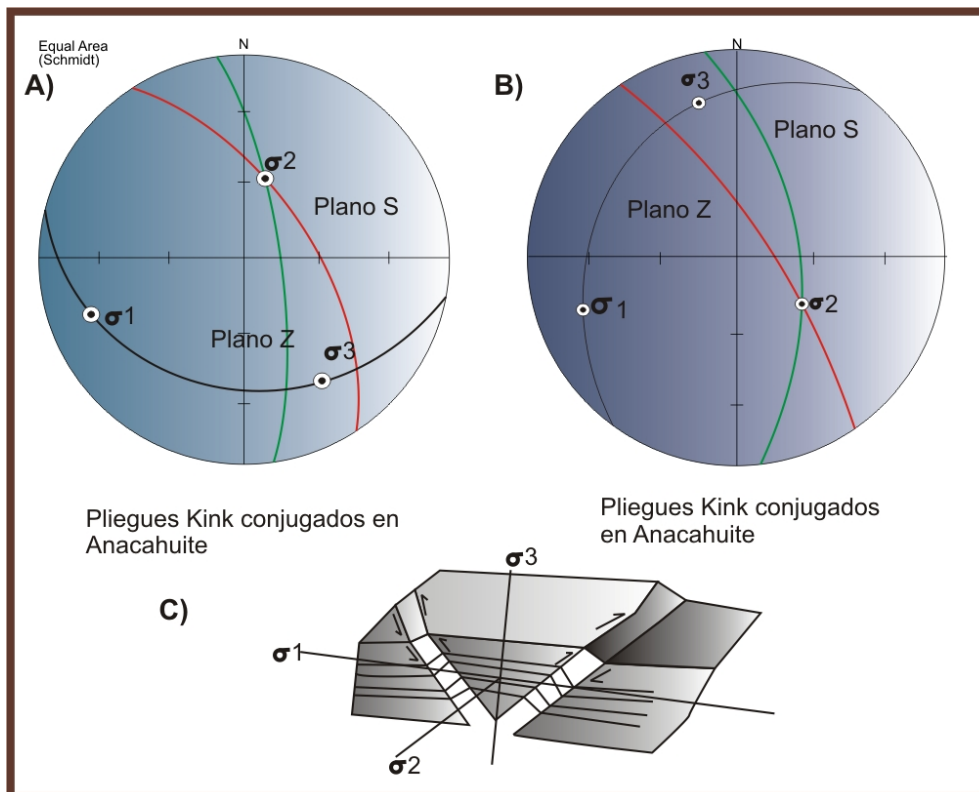 Equal Area
(Schmidt)
A)
N
σ2
Plano S
σ1
Plano Z
σ3
B)
N
σ3
Plano S
Plano Z
σ1
σ2
Pliegues Kink conjugados en
Anacahuite
Pliegues Kink conjugados
en Anacahuite
C)
σ3
σ1
σ2